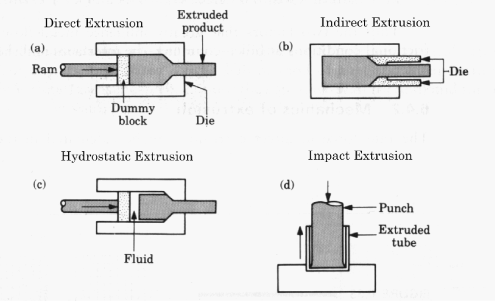 Direct Extrusion
Extruded
product
(a)
Ram
Dummy
block
Die
Indirect Extrusion
(b)
Die
Hydrostatic Extrusion
(c)
Fluid
Impact Extrusion
(d)
Punch
Extruded
tube